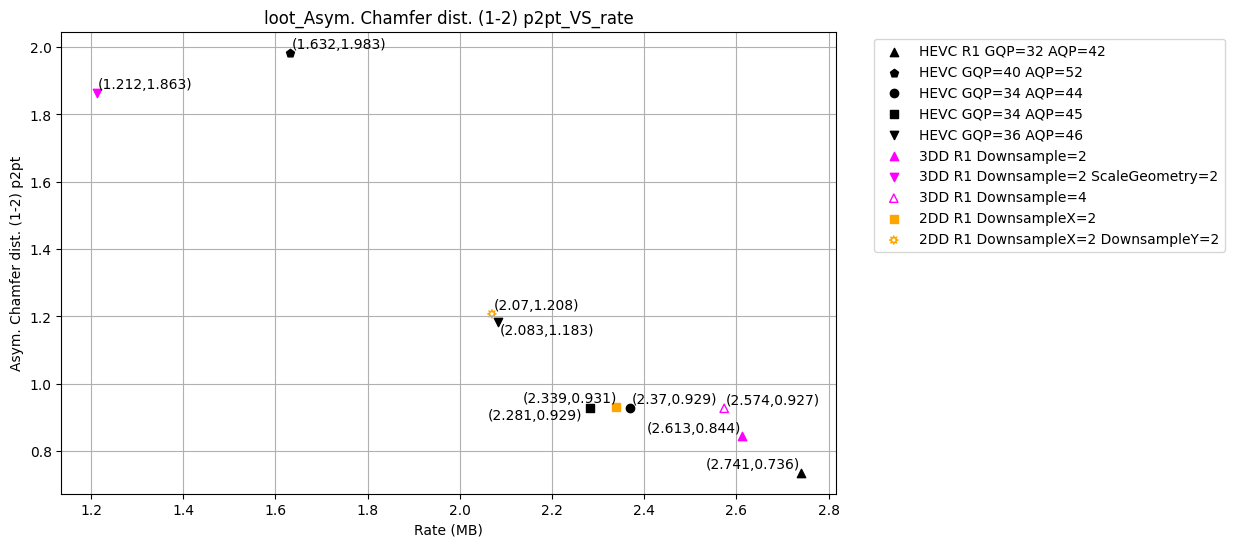 loot_Asym. Chamfer dist. (1-2) p2pt_VS_rate
Asym. Chamfer dist. (1-2) p2pt
2.0
1.8
1.6
1.4
1.2
1.0
0.8
(1.632,1.983)
(1.212,1.863)
(2.07,1.208)
(2.083,1.183)
(2.339,0.931)
(2.37,0.929)
(2.574,0.927)
(2.281,0.929)
(2.613,0.844)
(2.741,0.736)
1.2
1.4
1.6
1.8
2.0
2.2
2.4
2.6
2.8
Rate (MB)
HEVC R1 GQP=32 AQP=42
HEVC GQP=40 AQP=52
HEVC GQP=34 AQP=44
HEVC GQP=34 AQP=45
HEVC GQP=36 AQP=46
3DD R1 Downsample=2
3DD R1 Downsample=2 ScaleGeometry=2
3DD R1 Downsample=4
2DD R1 DownsampleX=2
2DD R1 DownsampleX=2 DownsampleY=2